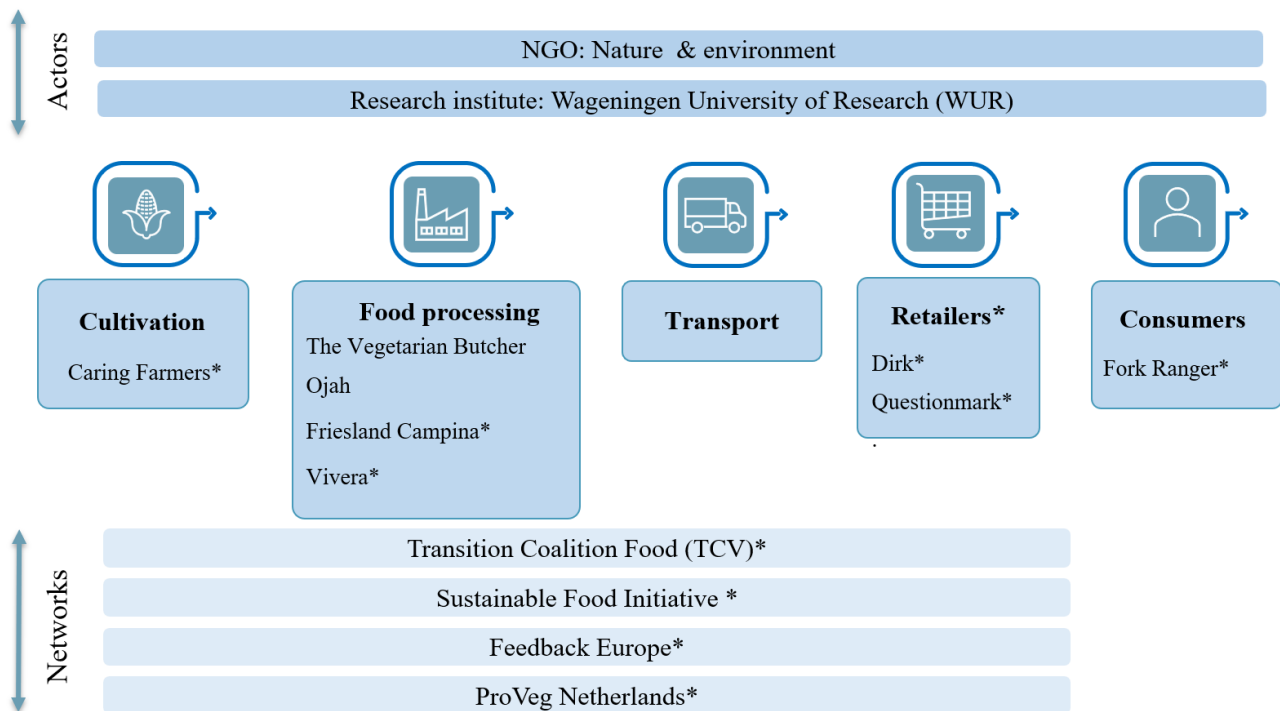 Actors
NGO: Nature & environment
Research institute: Wageningen University of Research (WUR)
Cultivation
Caring Farmers*
Food processing
The Vegetarian Butcher
Ojah
Friesland Campina*
Vivera*
Transport
Retailers*
Dirk*
Questionmark*
.
Consumers
Fork Ranger*
Networks
Transition Coalition Food (TCV)*
Sustainable Food Initiative *
Feedback Europe*
ProVeg Netherlands*